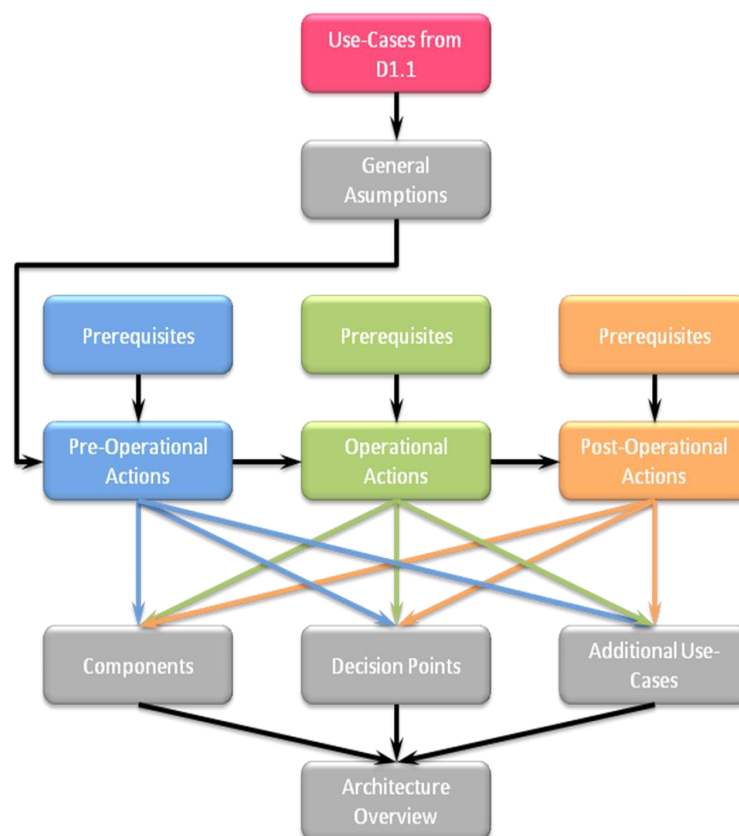 Use-Cases from
D1.1
General
Asumptions
Prerequisites
Prerequisites
Prerequisites
Pre-Operational
Actions
Operational
Actions
Post-Operational
Actions
Components
Decision Points
Additional Use-
Cases
Architecture
Overview